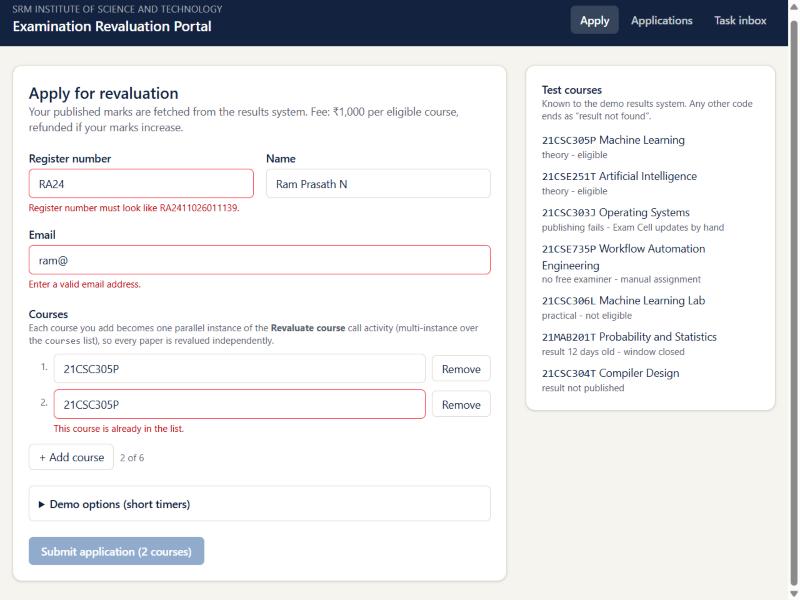 SRM INSTITUTE OF SCIENCE AND TECHNOLOGY
Examination Revaluation Portal
Apply
Applications
Task inbox
Apply for revaluation
Your published marks are fetched from the results system. Fee: ₹1,000 per eligible course,
refunded if your marks increase.
Register number
RA24
Register number must look like RA2411026011139.
Name
Ram Prasath N
Email
ram@
Enter a valid email address.
Courses
Each course you add becomes one parallel instance of the Revaluate course call activity (multi-instance over
the courses list), so every paper is revalued independently.
1. 21CSC305P Remove
2. 21CSC305P Remove
This course is already in the list.
+ Add course 2 of 6
▶ Demo options (short timers)
Submit application (2 courses)
Test courses
Known to the demo results system. Any other code
ends as "result not found".
21CSC305P Machine Learning
theory - eligible
21CSE251T Artificial Intelligence
theory - eligible
21CSC303J Operating Systems
publishing fails - Exam Cell updates by hand
21CSE735P Workflow Automation
Engineering
no free examiner - manual assignment
21CSC306L Machine Learning Lab
practical - not eligible
21MAB201T Probability and Statistics
result 12 days old - window closed
21CSC304T Compiler Design
result not published